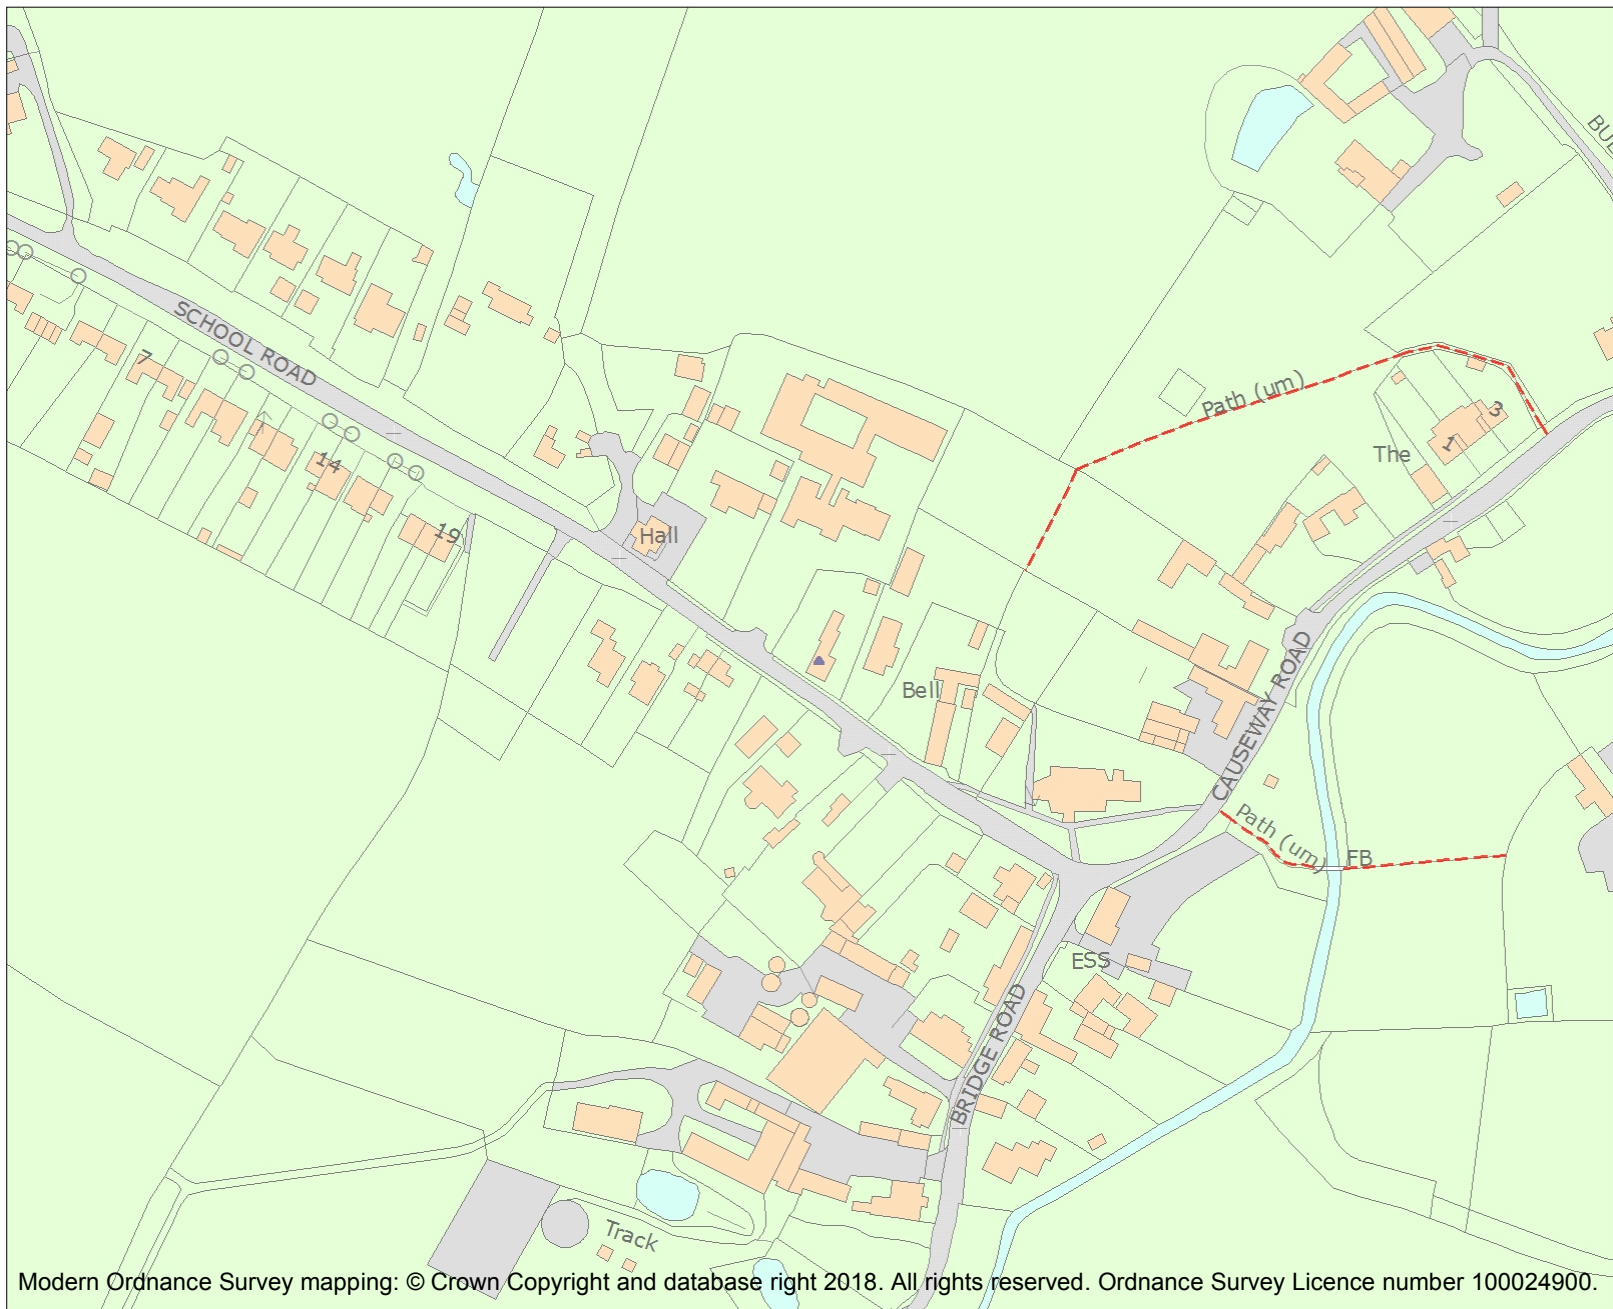 BUL
SCHOOL ROAD
7
Path (um)
3
1
The
14
19
Hall
Bell
CAUSEWAY ROAD
Path (um)
FB
ESS
BRIDGE ROAD
Track
Modern Ordnance Survey mapping: © Crown Copyright and database right 2018. All rights reserved. Ordnance Survey Licence number 100024900.